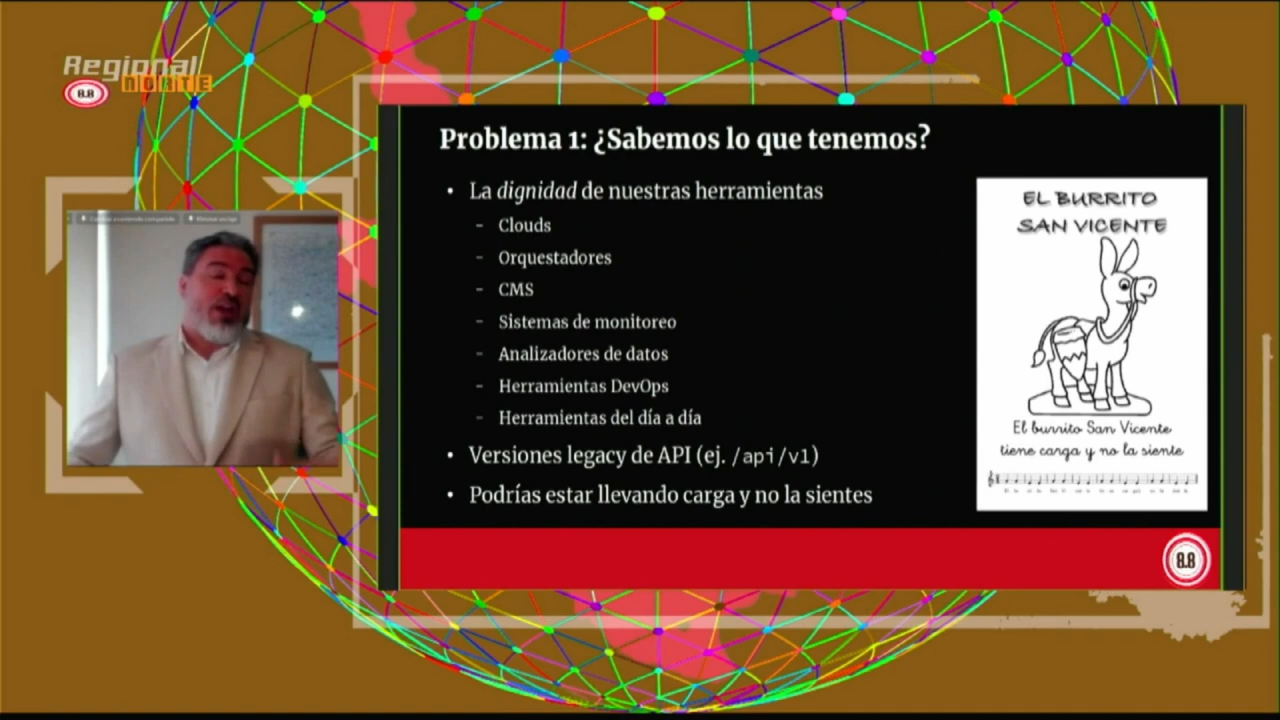 Regional
NORTE
8.8
Problema 1: ¿Sabemos lo que tenemos?
• La dignidad de nuestras herramientas
- Clouds
- Orquestadores
- CMS
- Sistemas de monitoreo
- Analizadores de datos
- Herramientas DevOps
- Herramientas del día a día
• Versiones legacy de API (ej. /api/v1)
• Podrías estar llevando carga y no la sientes
EL BURRITO
SAN VICENTE
El burrito San Vicente
tiene carga y no la siente
8.8